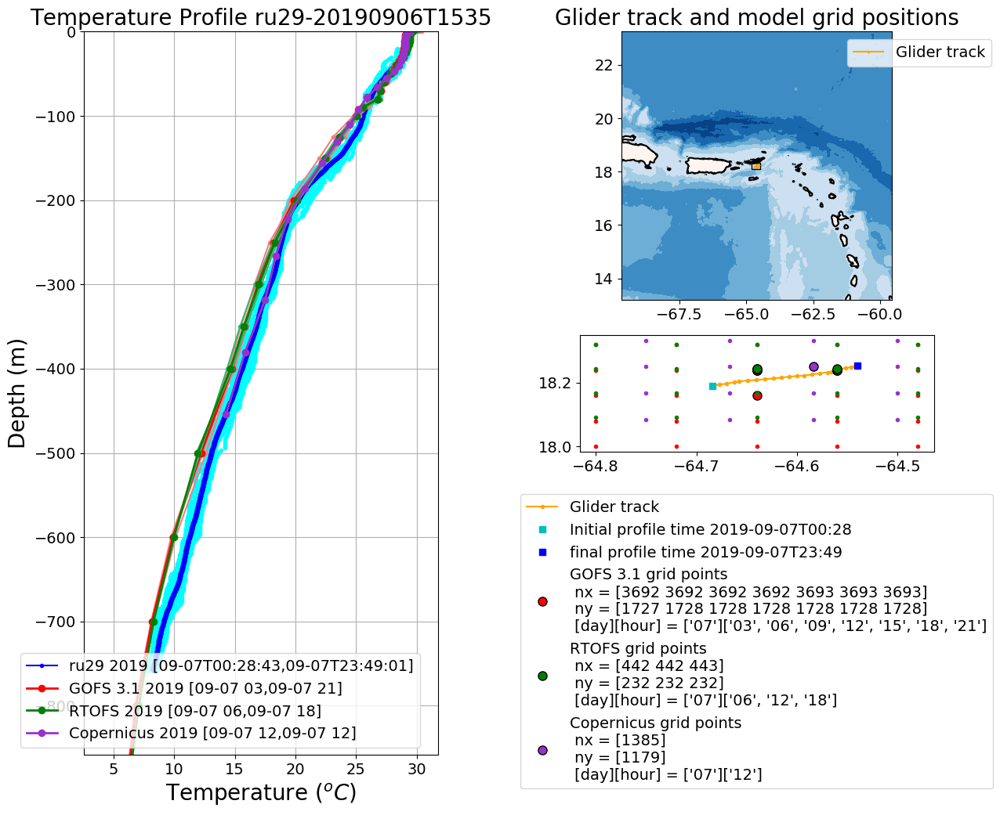 Temperature Profile ru29-20190906T1535
0
−100
−200
−300
−400
−500
−600
−700
−800
Depth (m)
5
10
15
20
25
30
Temperature (°C)
ru29 2019 [09-07T00:28:43,09-07T23:49:01]
GOFS 3.1 2019 [09-07 03,09-07 21]
RTOFS 2019 [09-07 06,09-07 18]
Copernicus 2019 [09-07 12,09-07 12]
Glider track and model grid positions
Glider track
22
20
18
16
14
−67.5
−65.0
−62.5
−60.0
18.2
18.0
−64.8
−64.7
−64.6
−64.5
Glider track
Initial profile time 2019-09-07T00:28
final profile time 2019-09-07T23:49
GOFS 3.1 grid points
nx = [3692 3692 3692 3692 3693 3693 3693]
ny = [1727 1728 1728 1728 1728 1728 1728]
[day][hour] = ['07']['03', '06', '09', '12', '15', '18', '21']
RTOFS grid points
nx = [442 442 443]
ny = [232 232 232]
[day][hour] = ['07']['06', '12', '18']
Copernicus grid points
nx = [1385]
ny = [1179]
[day][hour] = ['07']['12']